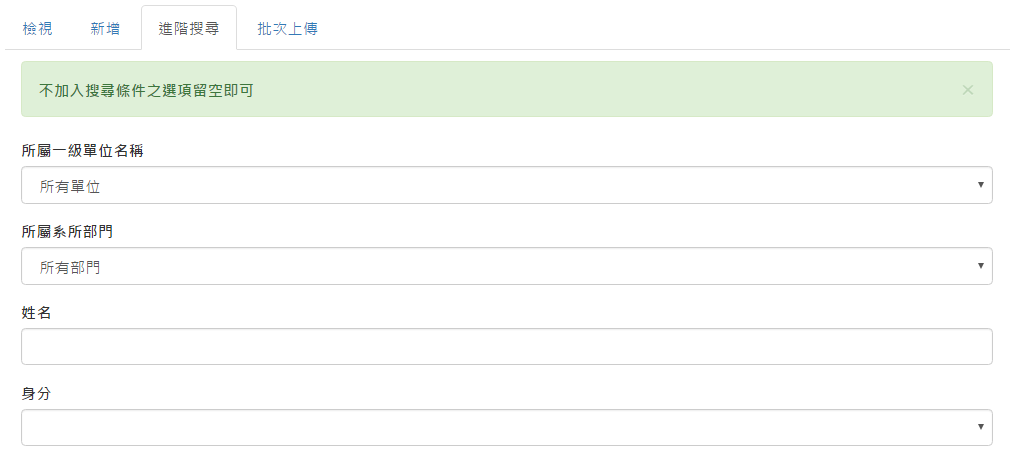 檢視 新增 進階搜尋 批次上傳
不加入搜尋條件之選項留空即可 ×
所屬一級單位名稱
所有單位
所屬系所部門
所有部門
姓名
身分